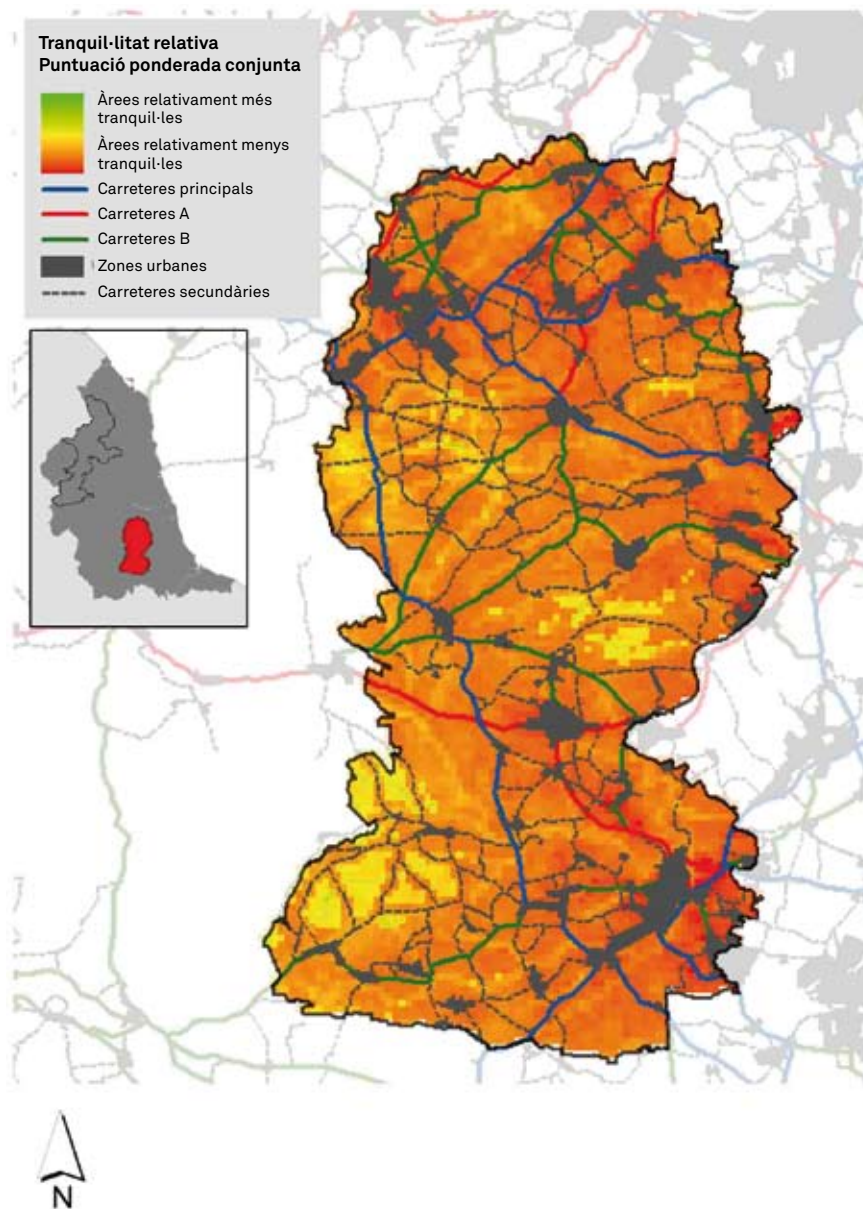 Tranquil·litat relativa
Puntuació ponderada conjunta
Àrees relativament més
tranquil·les
Àrees relativament menys
tranquil·les
Carreteres principals
Carreteres A
Carreteres B
Zones urbanes
Carreteres secundàries
N